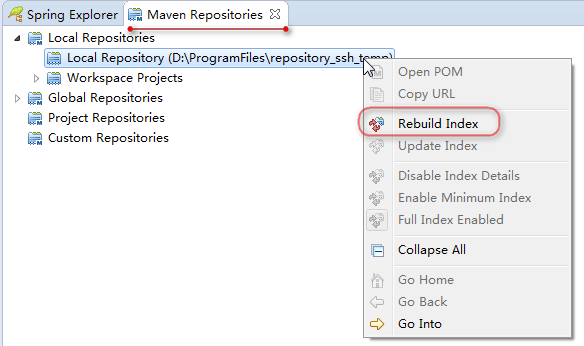 Spring Explorer
Maven Repositories
Local Repositories
Local Repository (D:\ProgramFiles\repository_ssh_temp)
Workspace Projects
Global Repositories
Project Repositories
Custom Repositories
Open POM
Copy URL
Rebuild Index
Update Index
Disable Index Details
Enable Minimum Index
Full Index Enabled
Collapse All
Go Home
Go Back
Go Into